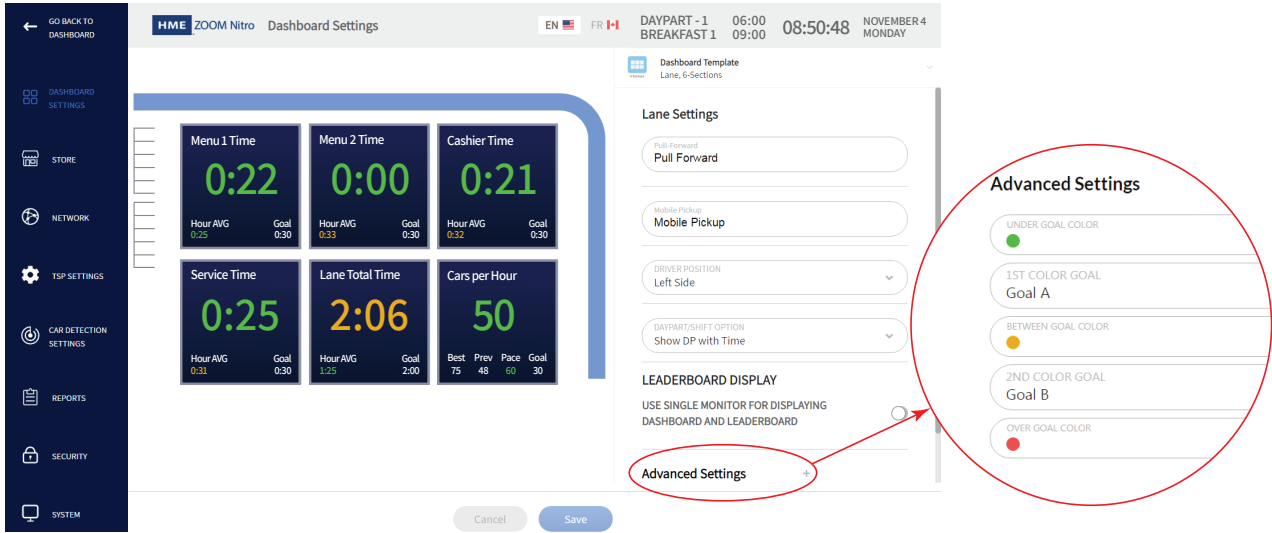 GO BACK TO
DASHBOARD
DASHBOARD
SETTINGS
STORE
NETWORK
TSP SETTINGS
CAR DETECTION
SETTINGS
REPORTS
SECURITY
SYSTEM
HME ZOOM Nitro Dashboard Settings
EN FR
DAYPART - 1 06:00
BREAKFAST 1 09:00
08:50:48
NOVEMBER 4
MONDAY
Menu 1 Time
0:22
Hour AVG Goal
0:25 0:30
Menu 2 Time
0:00
Hour AVG Goal
0:33 0:30
Cashier Time
0:21
Hour AVG Goal
0:32 0:30
Service Time
0:25
Hour AVG Goal
0:31 0:30
Lane Total Time
2:06
Hour AVG Goal
1:25 2:00
Cars per Hour
50
Best Prev Pace Goal
75 48 60 30
Cancel Save
Dashboard Template
Lane, 6-Sections
Lane Settings
Pull-Forward
Pull Forward
Mobile Pickup
Mobile Pickup
DRIVER POSITION
Left Side
DAYPART/SHIFT OPTION
Show DP with Time
LEADERBOARD DISPLAY
USE SINGLE MONITOR FOR DISPLAYING
DASHBOARD AND LEADERBOARD
Advanced Settings +
Advanced Settings
UNDER GOAL COLOR
1ST COLOR GOAL
Goal A
BETWEEN GOAL COLOR
2ND COLOR GOAL
Goal B
OVER GOAL COLOR